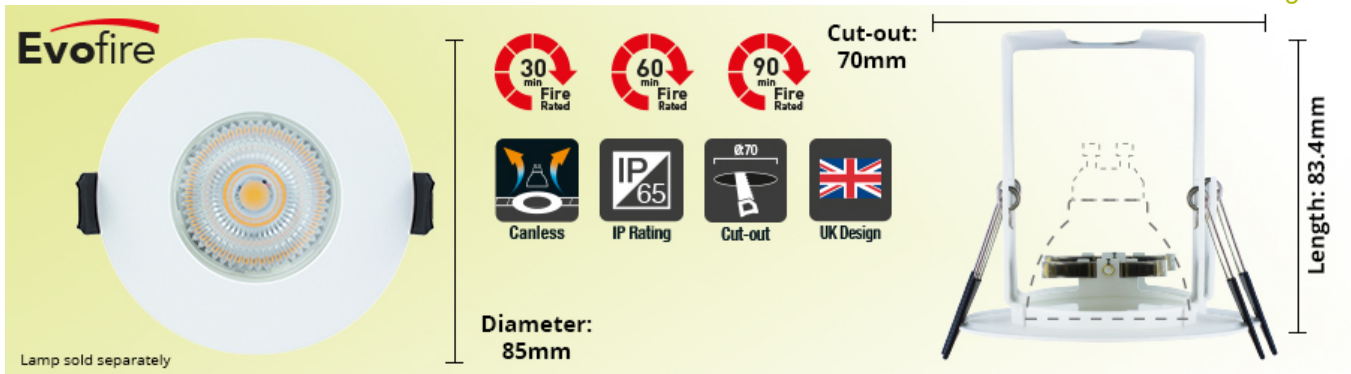 Evofire
30
min
Fire
Rated
60
min
Fire
Rated
90
min
Fire
Rated
Cut-out:
70mm
Canless
IP
65
IP Rating
Ø:70
Cut-out
UK Design
Diameter:
85mm
Length: 83.4mm
Lamp sold separately